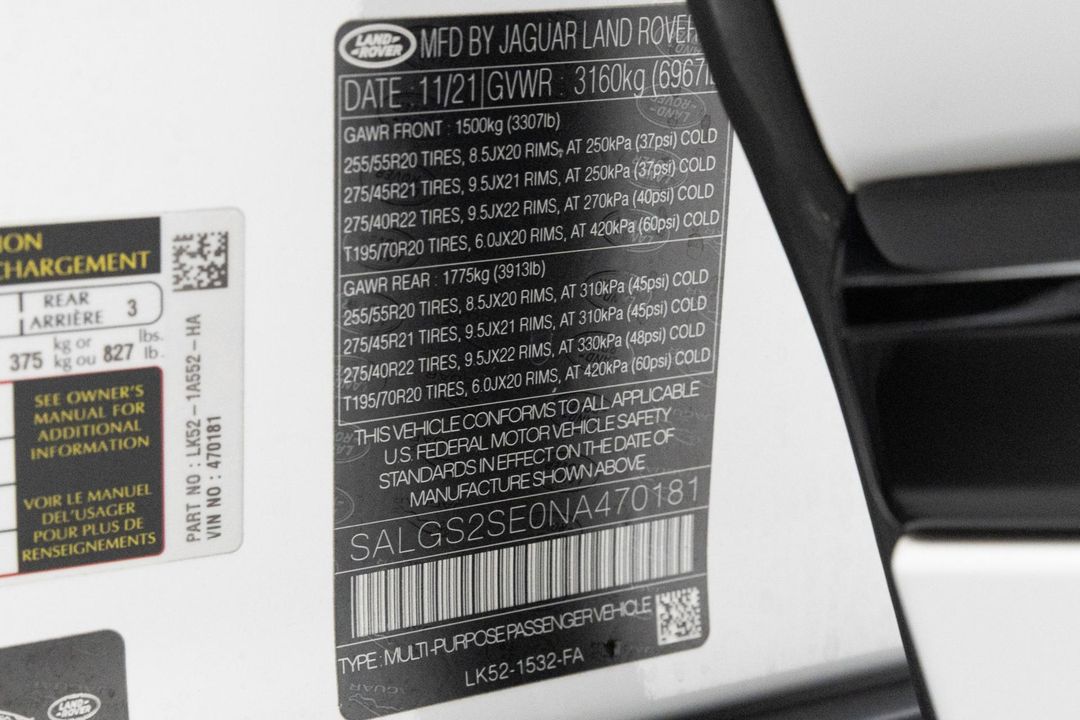 ION
CHARGEMENT
REAR
ARRIÈRE 3
375 kg or kg ou 827 lbs. lb.
SEE OWNER'S
MANUAL FOR
ADDITIONAL
INFORMATION
VOIR LE MANUEL
DEL'USAGER
POUR PLUS DE
RENSEIGNEMENTS
PART NO : LK52-1A552-HA
VIN NO : 470181
LAND-
-ROVER
MFD BY JAGUAR LAND ROVER
DATE : 11/21 GVWR : 3160kg (6967l
GAWR FRONT : 1500kg (3307lb)
255/55R20 TIRES, 8.5JX20 RIMS, AT 250kPa (37psi) COLD
275/45R21 TIRES, 9.5JX21 RIMS, AT 250kPa (37psi) COLD
275/40R22 TIRES, 9.5JX22 RIMS, AT 270kPa (40psi) COLD
T195/70R20 TIRES, 6.0JX20 RIMS, AT 420kPa (60psi) COLD
GAWR REAR : 1775kg (3913lb)
255/55R20 TIRES, 8.5JX20 RIMS, AT 310kPa (45psi) COLD
275/45R21 TIRES, 9.5JX21 RIMS, AT 310kPa (45psi) COLD
275/40R22 TIRES, 9.5JX22 RIMS, AT 330kPa (48psi) COLD
T195/70R20 TIRES, 6.0JX20 RIMS, AT 420kPa (60psi) COLD
THIS VEHICLE CONFORMS TO ALL APPLICABLE
U.S. FEDERAL MOTOR VEHICLE SAFETY
STANDARDS IN EFFECT ON THE DATE OF
MANUFACTURE SHOWN ABOVE
SALGS2SE0NA470181
TYPE : MULTI-PURPOSE PASSENGER VEHICLE
LK52-1532-FA
LAND-
-ROVER